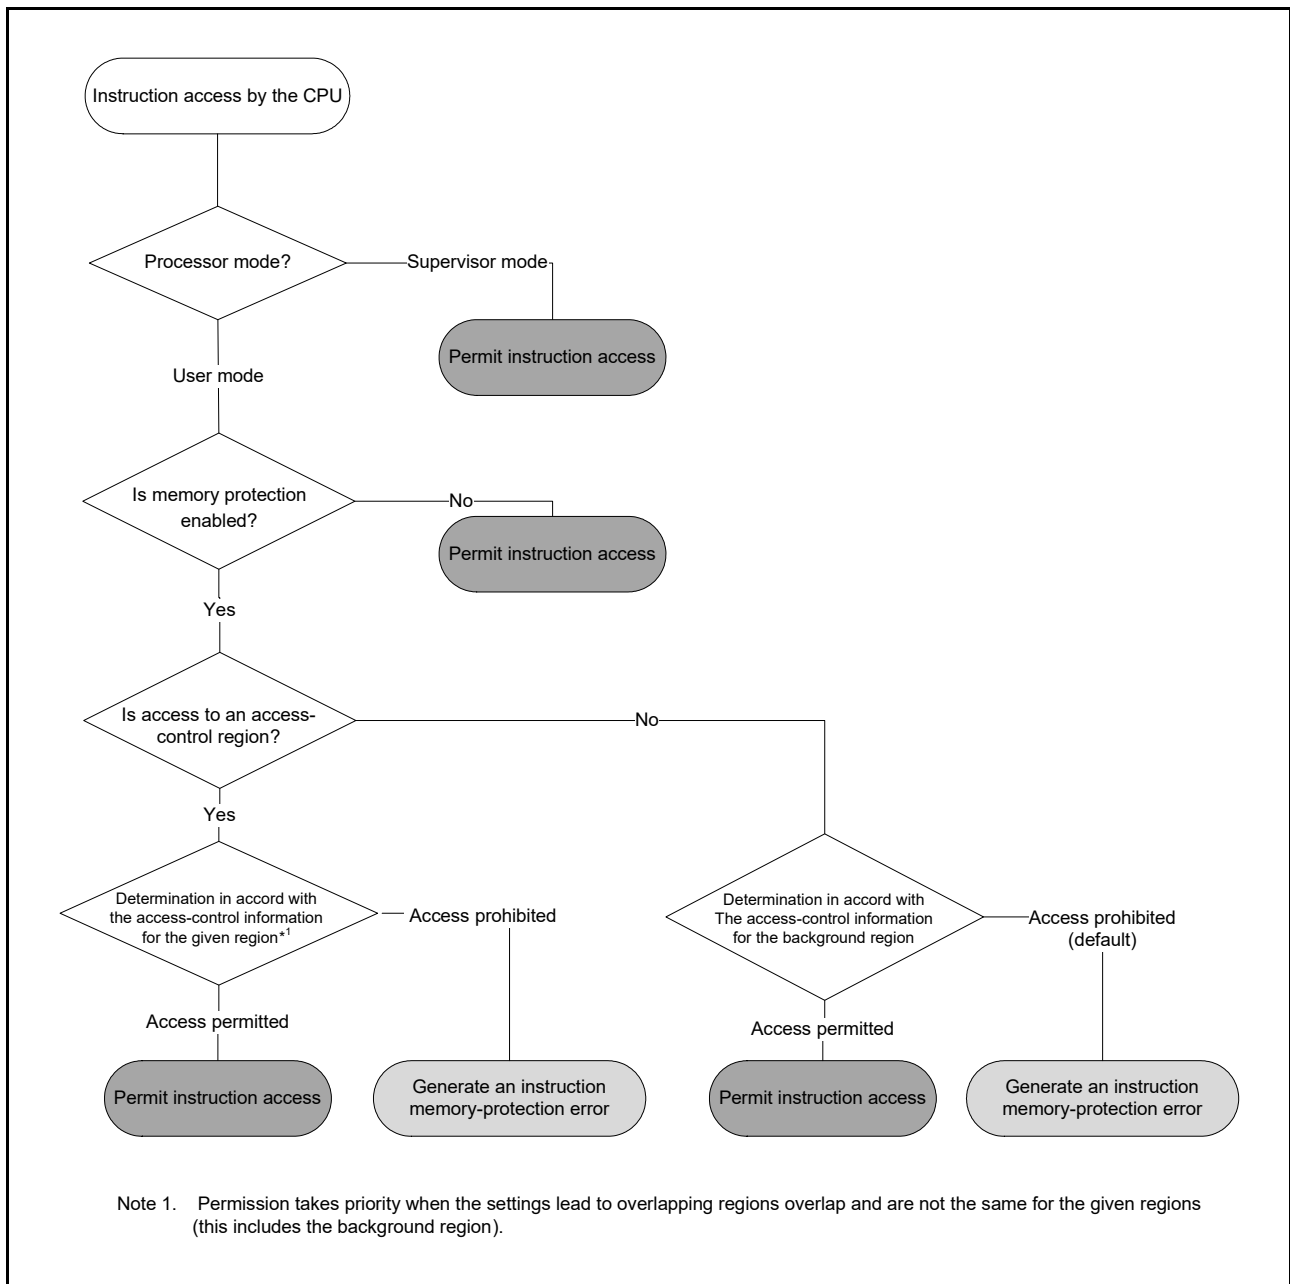 Instruction access by the CPU
Processor mode?
Supervisor mode
Permit instruction access
User mode
Is memory protection
enabled?
No
Permit instruction access
Yes
Is access to an access-
control region?
No
Yes
Determination in accord with
the access-control information
for the given region*1
Access prohibited
Determination in accord with
The access-control information
for the background region
Access prohibited
(default)
Access permitted
Access permitted
Permit instruction access
Generate an instruction
memory-protection error
Permit instruction access
Generate an instruction
memory-protection error
Note 1. Permission takes priority when the settings lead to overlapping regions overlap and are not the same for the given regions
(this includes the background region).